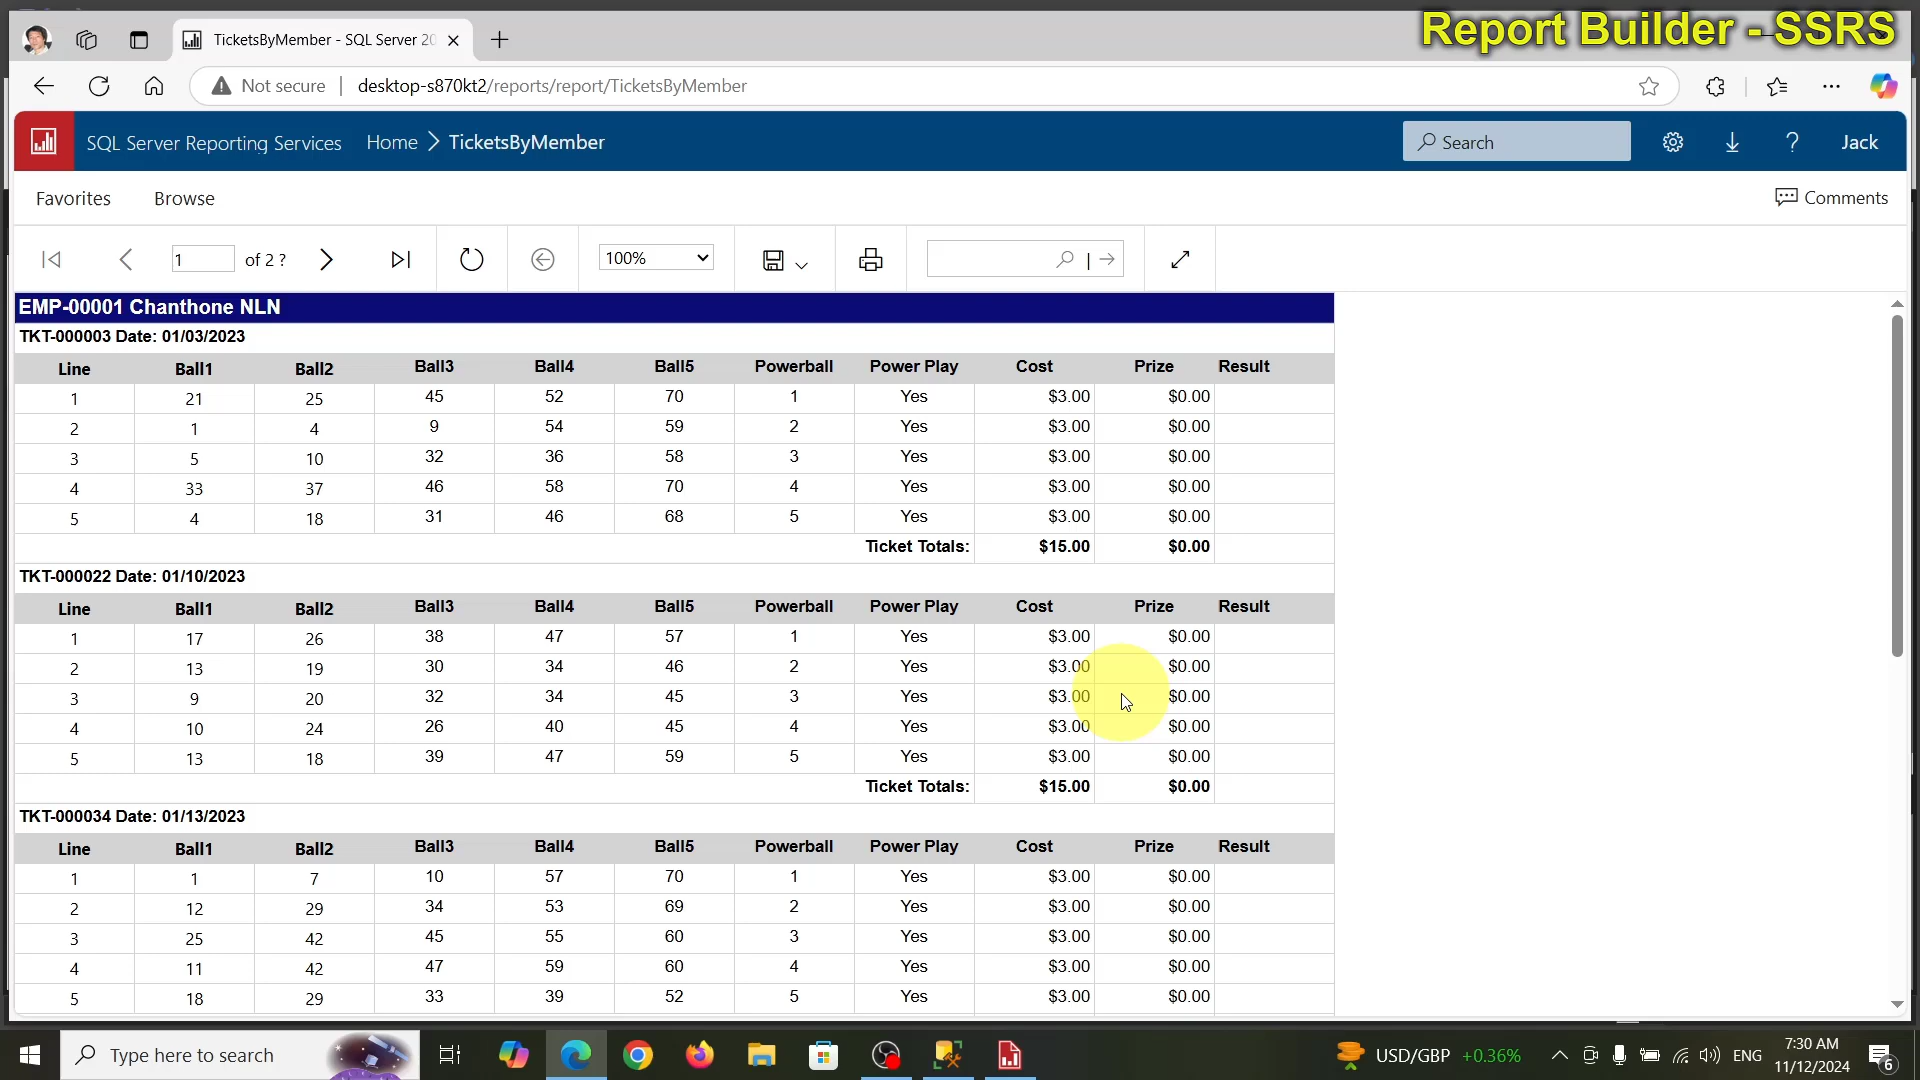 Report Builder - SSRS
TicketsByMember - SQL Server 20
Not secure | desktop-s870kt2/reports/report/TicketsByMember
SQL Server Reporting Services Home > TicketsByMember Search ? Jack
Favorites Browse Comments
1 of 2 ? 100%
EMP-00001 Chanthone NLN
TKT-000003 Date: 01/03/2023
Line Ball1 Ball2 Ball3 Ball4 Ball5 Powerball Power Play Cost Prize Result
1 21 25 45 52 70 1 Yes $3.00 $0.00
2 1 4 9 54 59 2 Yes $3.00 $0.00
3 5 10 32 36 58 3 Yes $3.00 $0.00
4 33 37 46 58 70 4 Yes $3.00 $0.00
5 4 18 31 46 68 5 Yes $3.00 $0.00
Ticket Totals: $15.00 $0.00
TKT-000022 Date: 01/10/2023
Line Ball1 Ball2 Ball3 Ball4 Ball5 Powerball Power Play Cost Prize Result
1 17 26 38 47 57 1 Yes $3.00 $0.00
2 13 19 30 34 46 2 Yes $3.00 $0.00
3 9 20 32 34 45 3 Yes $3.00 $0.00
4 10 24 26 40 45 4 Yes $3.00 $0.00
5 13 18 39 47 59 5 Yes $3.00 $0.00
Ticket Totals: $15.00 $0.00
TKT-000034 Date: 01/13/2023
Line Ball1 Ball2 Ball3 Ball4 Ball5 Powerball Power Play Cost Prize Result
1 1 7 10 57 70 1 Yes $3.00 $0.00
2 12 29 34 53 69 2 Yes $3.00 $0.00
3 25 42 45 55 60 3 Yes $3.00 $0.00
4 11 42 47 59 60 4 Yes $3.00 $0.00
5 18 29 33 39 52 5 Yes $3.00 $0.00
Type here to search USD/GBP +0.36% ENG 7:30 AM
11/12/2024 6